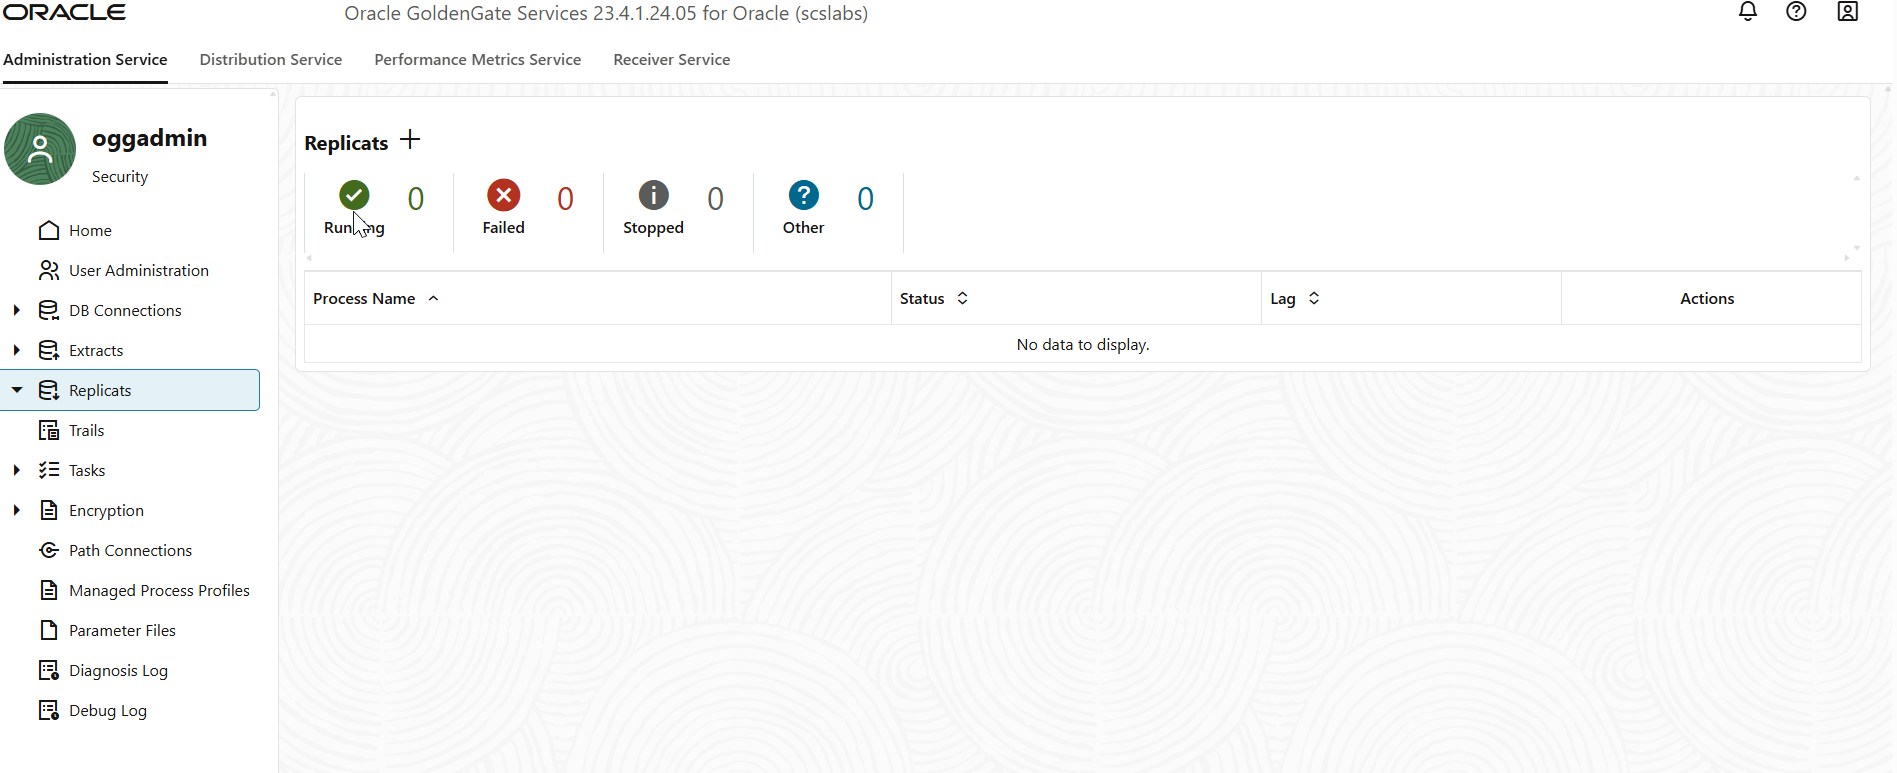 ORACLE
Oracle GoldenGate Services 23.4.1.24.05 for Oracle (scslabs)
Administration Service
Distribution Service
Performance Metrics Service
Receiver Service
oggadmin
Security
Home
User Administration
DB Connections
Extracts
Replicats
Trails
Tasks
Encryption
Path Connections
Managed Process Profiles
Parameter Files
Diagnosis Log
Debug Log
Replicats
0
Running
0
Failed
0
Stopped
0
Other
Process Name
Status
Lag
Actions
No data to display.